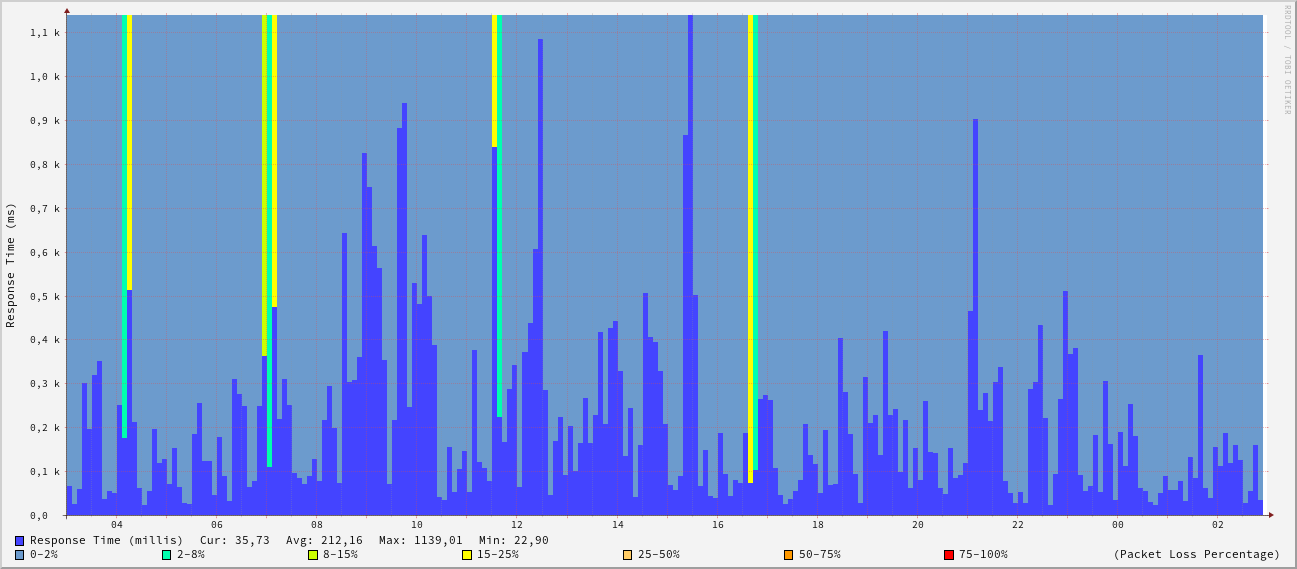 RRDTOOL / TOBI OETIKER
Response Time (ms)
1,1 k
1,0 k
0,9 k
0,8 k
0,7 k
0,6 k
0,5 k
0,4 k
0,3 k
0,2 k
0,1 k
0,0
04 06 08 10 12 14 16 18 20 22 00 02
Response Time (millis) Cur: 35,73 Avg: 212,16 Max: 1139,01 Min: 22,90
0-2% 2-8% 8-15% 15-25% 25-50% 50-75% 75-100% (Packet Loss Percentage)